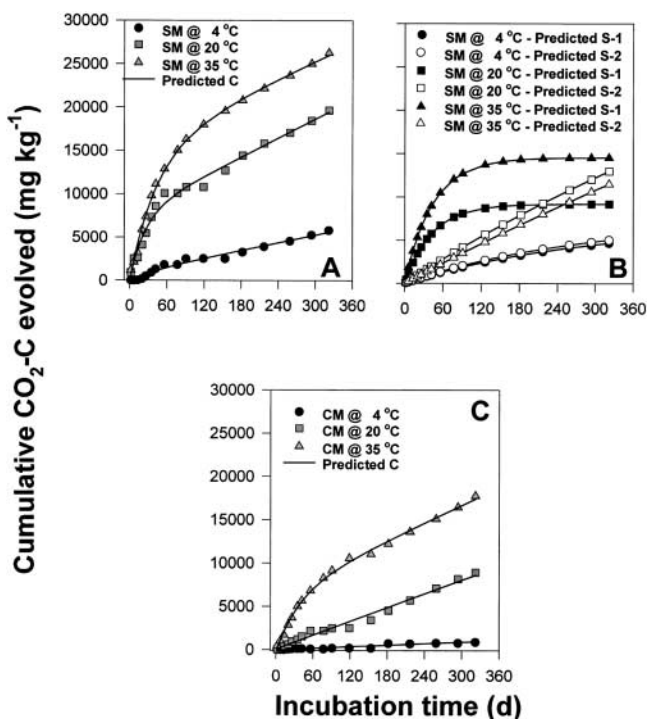 Cumulative CO₂-C evolved (mg kg⁻¹)
30000
25000
20000
15000
10000
5000
0
SM @ 4 °C
SM @ 20 °C
SM @ 35 °C
Predicted C
A
0 60 120 180 240 300 360
SM @ 4 °C - Predicted S-1
SM @ 4 °C - Predicted S-2
SM @ 20 °C - Predicted S-1
SM @ 20 °C - Predicted S-2
SM @ 35 °C - Predicted S-1
SM @ 35 °C - Predicted S-2
B
0 60 120 180 240 300 360
30000
25000
20000
15000
10000
5000
0
CM @ 4 °C
CM @ 20 °C
CM @ 35 °C
Predicted C
C
0 60 120 180 240 300 360
Incubation time (d)